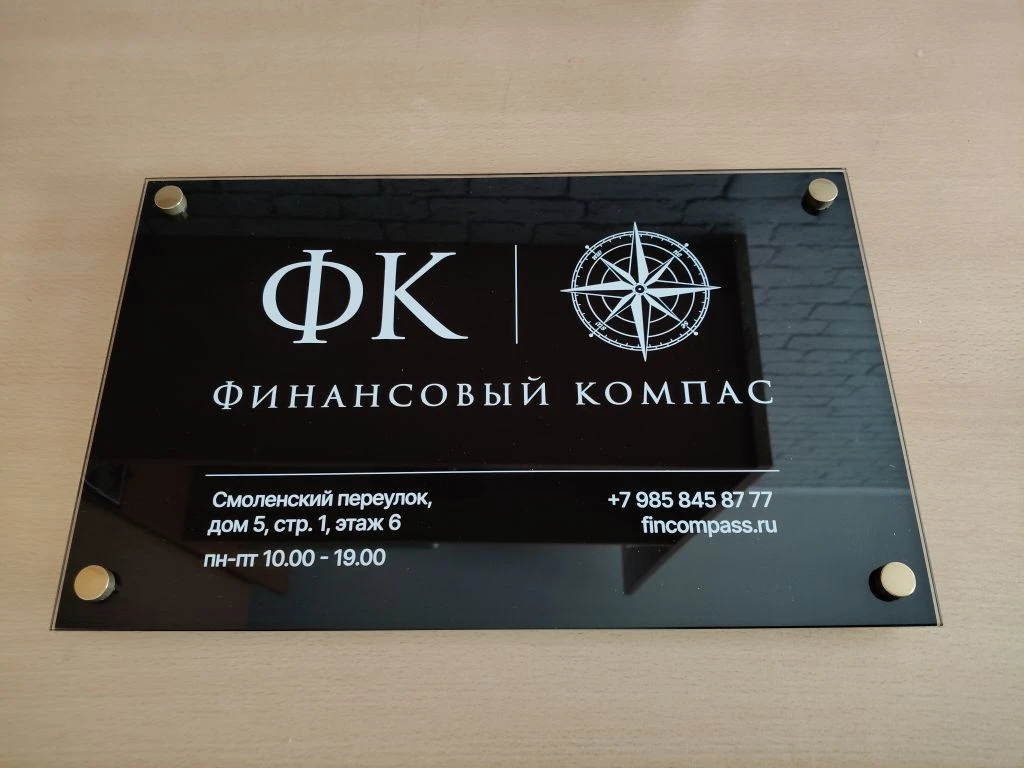 ФК
ФИНАНСОВЫЙ КОМПАС
Смоленский переулок,
дом 5, стр. 1, этаж 6
пн-пт 10.00 - 19.00
+7 985 845 87 77
fincompass.ru